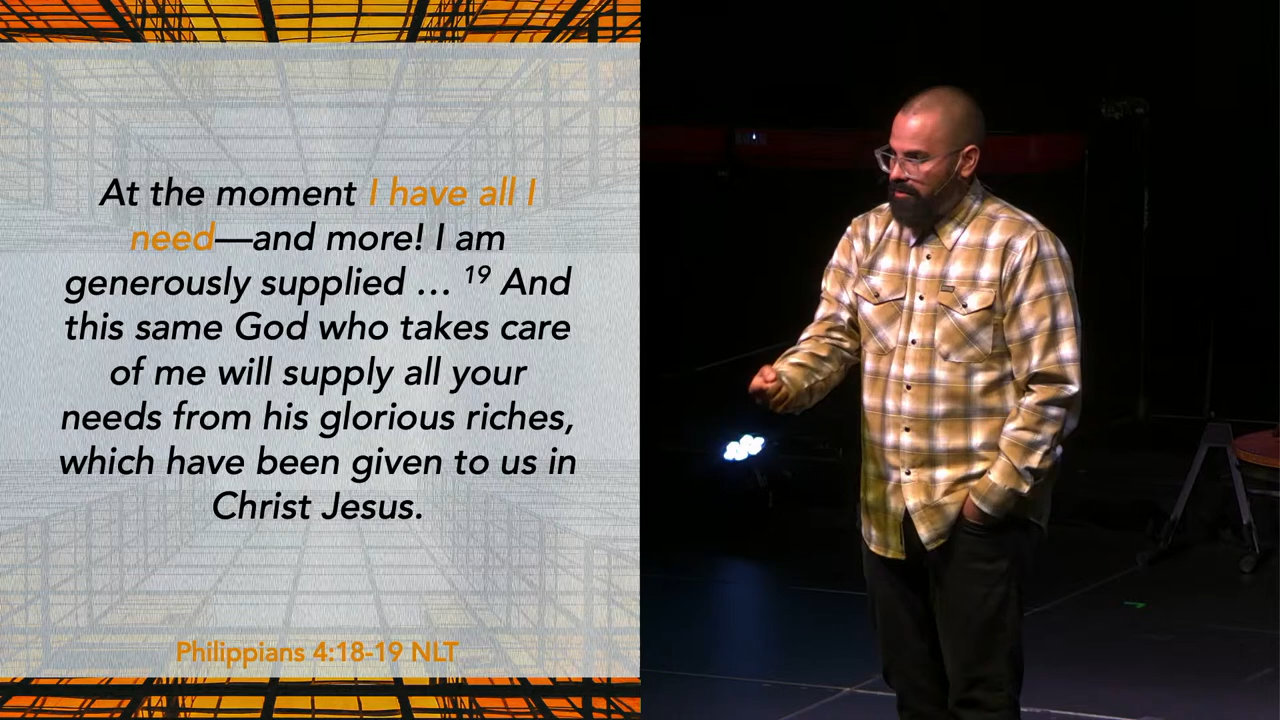 At the moment I have all I
need—and more! I am
generously supplied … ¹⁹ And
this same God who takes care
of me will supply all your
needs from his glorious riches,
which have been given to us in
Christ Jesus.
Philippians 4:18-19 NLT